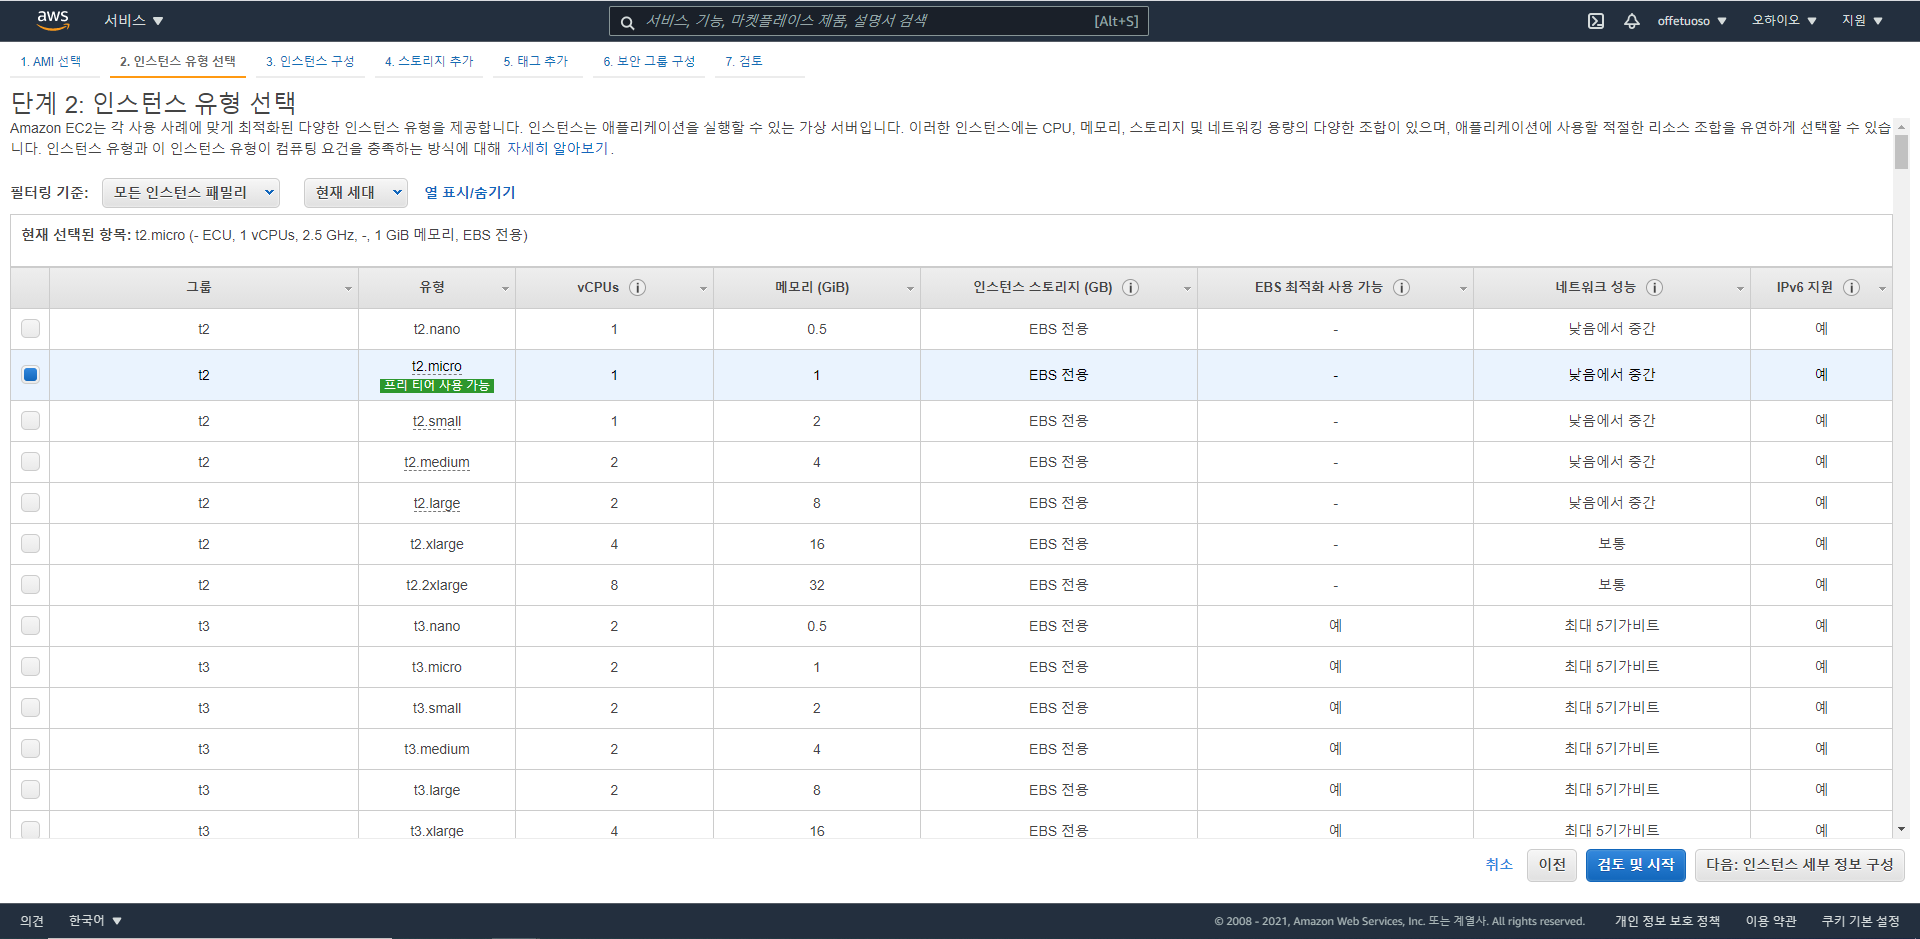 aws 서비스 서비스, 기능, 마켓플레이스 제품, 설명서 검색 [Alt+S] offetuoso 오하이오 지원
1. AMI 선택 2. 인스턴스 유형 선택 3. 인스턴스 구성 4. 스토리지 추가 5. 태그 추가 6. 보안 그룹 구성 7. 검토
단계 2: 인스턴스 유형 선택
Amazon EC2는 각 사용 사례에 맞게 최적화된 다양한 인스턴스 유형을 제공합니다. 인스턴스는 애플리케이션을 실행할 수 있는 가상 서버입니다. 이러한 인스턴스에는 CPU, 메모리, 스토리지 및 네트워킹 용량의 다양한 조합이 있으며, 애플리케이션에 사용할 적절한 리소스 조합을 유연하게 선택할 수 있습
니다. 인스턴스 유형과 이 인스턴스 유형이 컴퓨팅 요건을 충족하는 방식에 대해 자세히 알아보기.
필터링 기준: 모든 인스턴스 패밀리 현재 세대 열 표시/숨기기
현재 선택된 항목: t2.micro (- ECU, 1 vCPUs, 2.5 GHz, -, 1 GiB 메모리, EBS 전용)
그룹 유형 vCPUs 메모리 (GiB) 인스턴스 스토리지 (GB) EBS 최적화 사용 가능 네트워크 성능 IPv6 지원
t2 t2.nano 1 0.5 EBS 전용 - 낮음에서 중간 예
t2 t2.micro 1 1 EBS 전용 - 낮음에서 중간 예
프리 티어 사용 가능
t2 t2.small 1 2 EBS 전용 - 낮음에서 중간 예
t2 t2.medium 2 4 EBS 전용 - 낮음에서 중간 예
t2 t2.large 2 8 EBS 전용 - 낮음에서 중간 예
t2 t2.xlarge 4 16 EBS 전용 - 보통 예
t2 t2.2xlarge 8 32 EBS 전용 - 보통 예
t3 t3.nano 2 0.5 EBS 전용 예 최대 5기가비트 예
t3 t3.micro 2 1 EBS 전용 예 최대 5기가비트 예
t3 t3.small 2 2 EBS 전용 예 최대 5기가비트 예
t3 t3.medium 2 4 EBS 전용 예 최대 5기가비트 예
t3 t3.large 2 8 EBS 전용 예 최대 5기가비트 예
t3 t3.xlarge 4 16 EBS 전용 예 최대 5기가비트 예
취소 이전 검토 및 시작 다음: 인스턴스 세부 정보 구성
의견 한국어 © 2008 - 2021, Amazon Web Services, Inc. 또는 계열사. All rights reserved. 개인 정보 보호 정책 이용 약관 쿠키 기본 설정